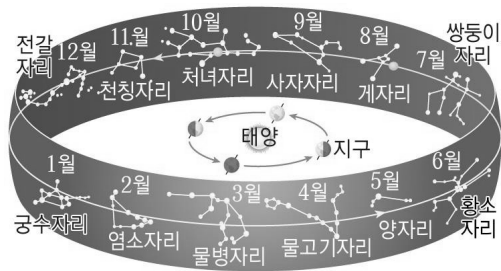 전갈
자리
12월
11월
천칭자리
10월
처녀자리
9월
사자자리
8월
게자리
쌍둥이
자리
7월
태양
지구
1월
궁수자리
2월
염소자리
3월
물병자리
4월
물고기자리
5월
양자리
6월
황소
자리